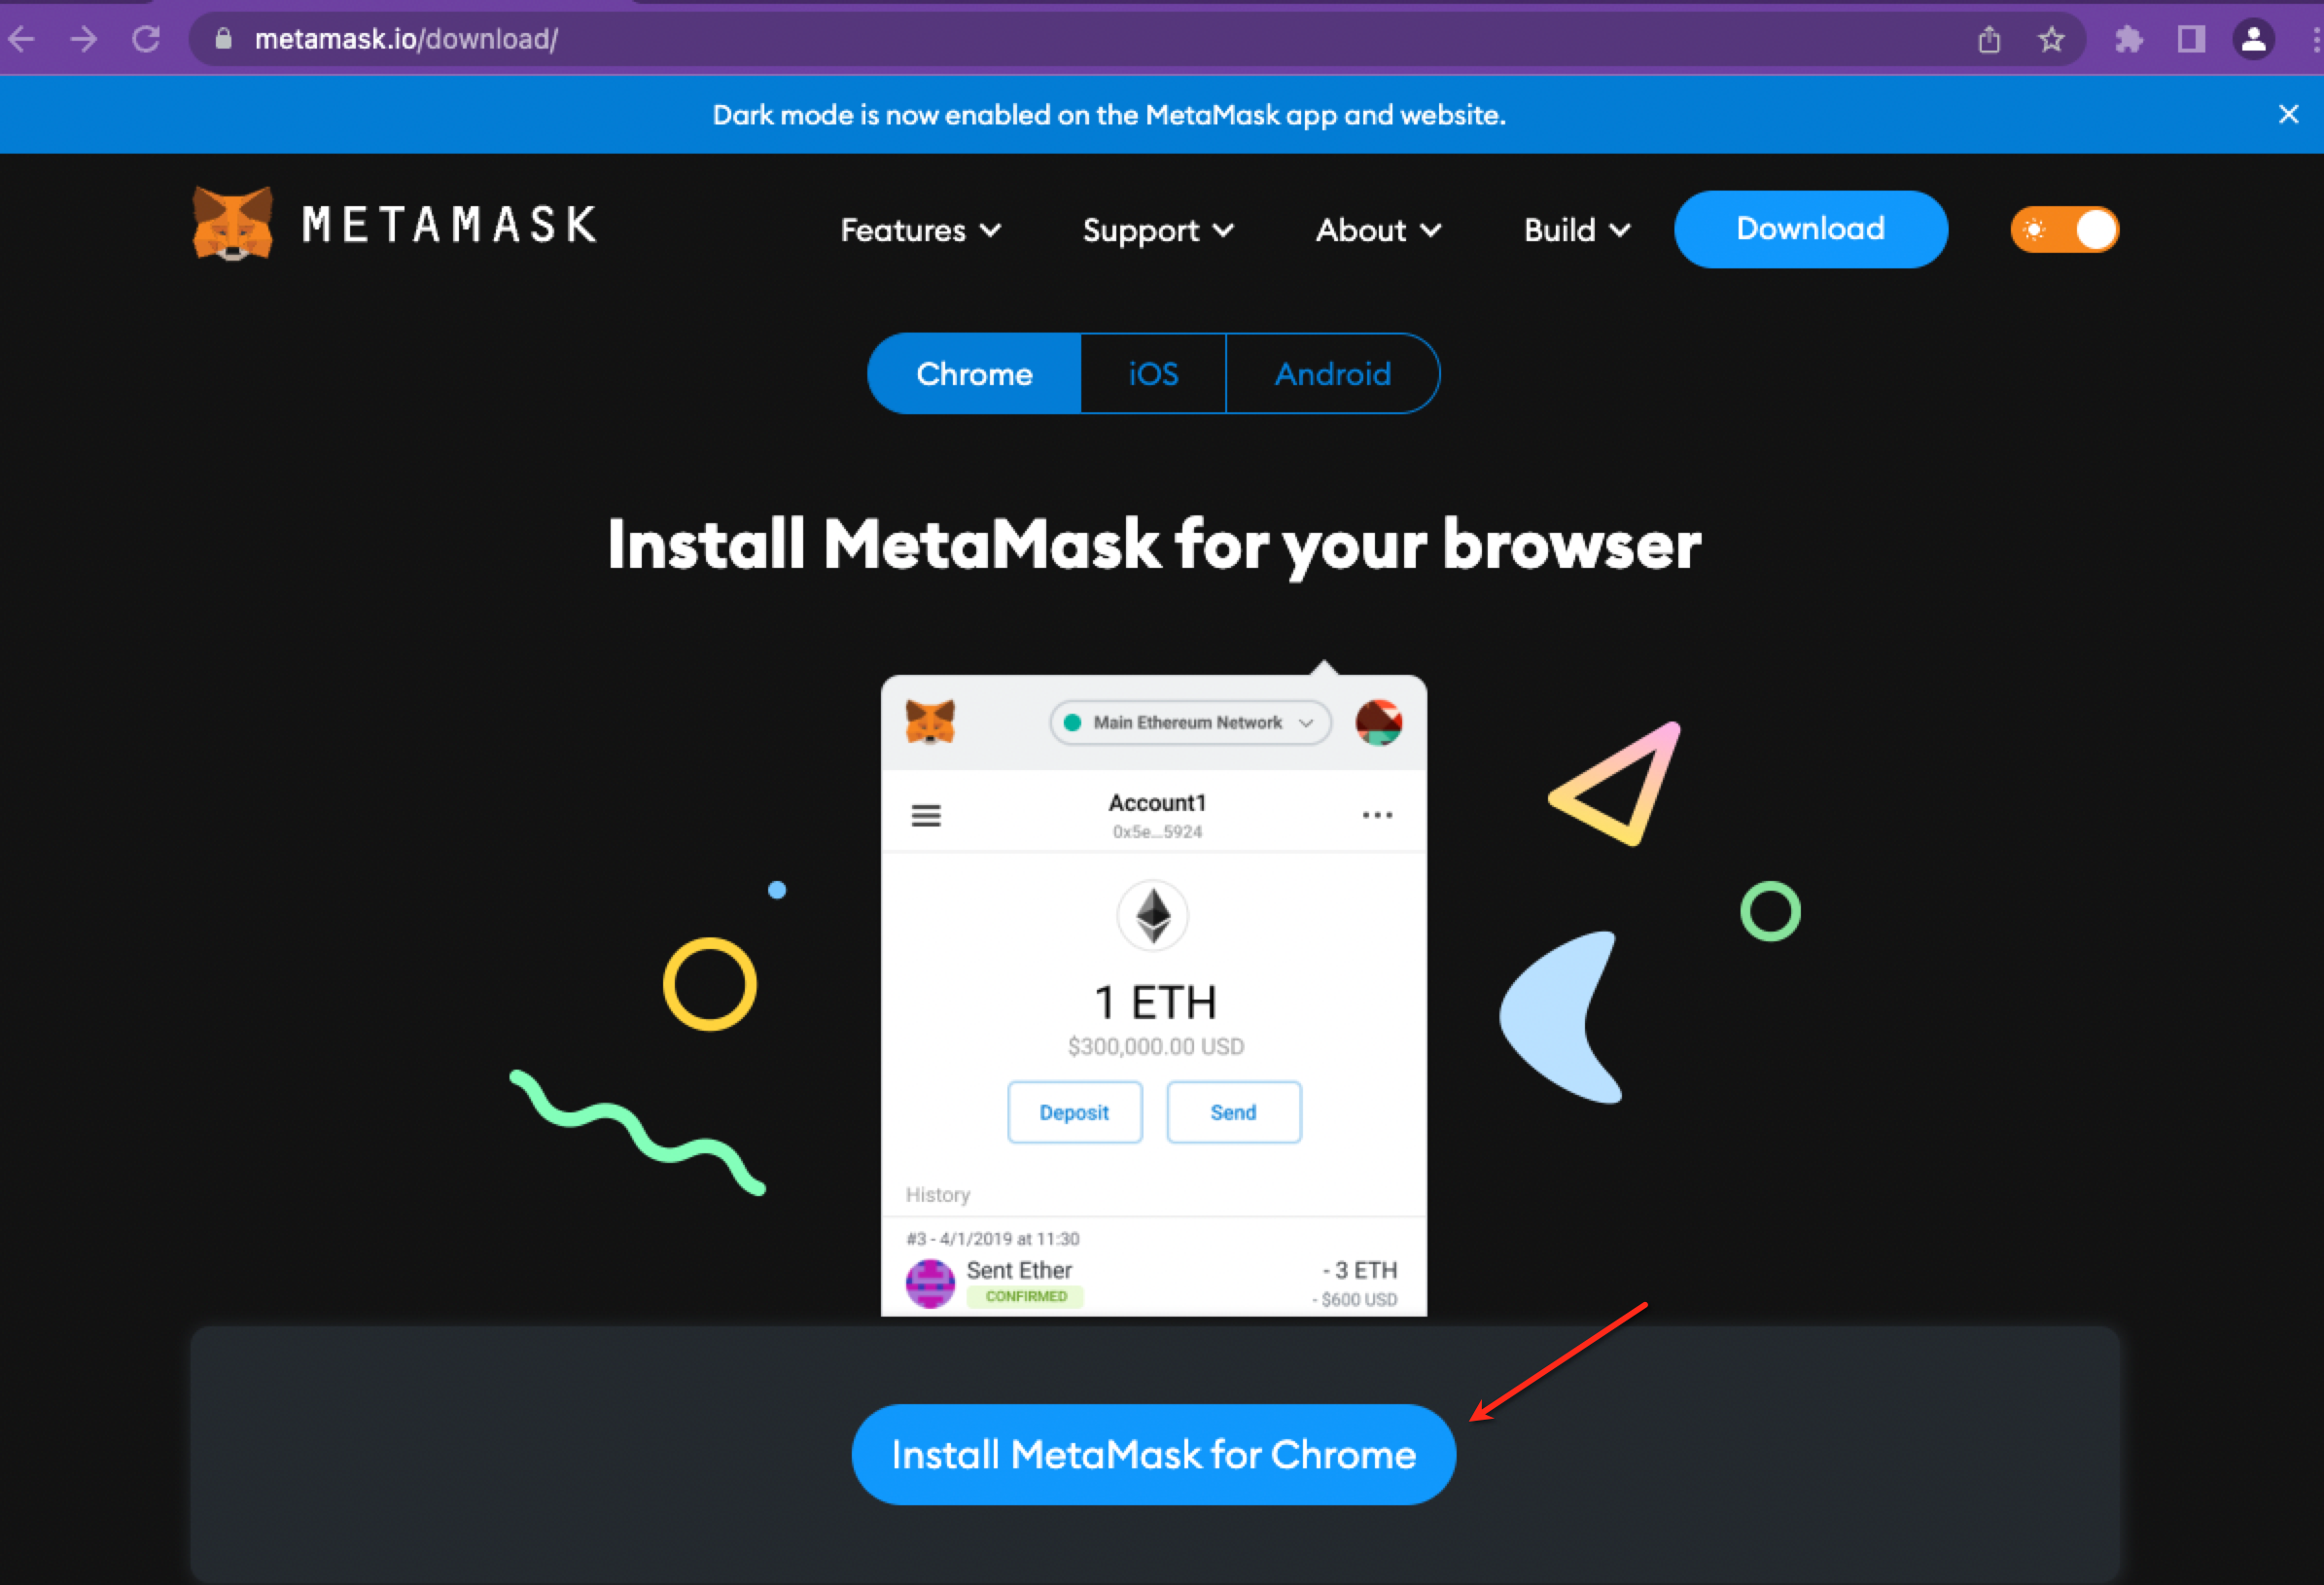 metamask.io/download/
Dark mode is now enabled on the MetaMask app and website.
METAMASK
Features
Support
About
Build
Download
Chrome
iOS
Android
Install MetaMask for your browser
Main Ethereum Network
Account1
0x5e...5924
1 ETH
$300,000.00 USD
Deposit
Send
History
#3 - 4/1/2019 at 11:30
Sent Ether
- 3 ETH
CONFIRMED
- $600 USD
Install MetaMask for Chrome